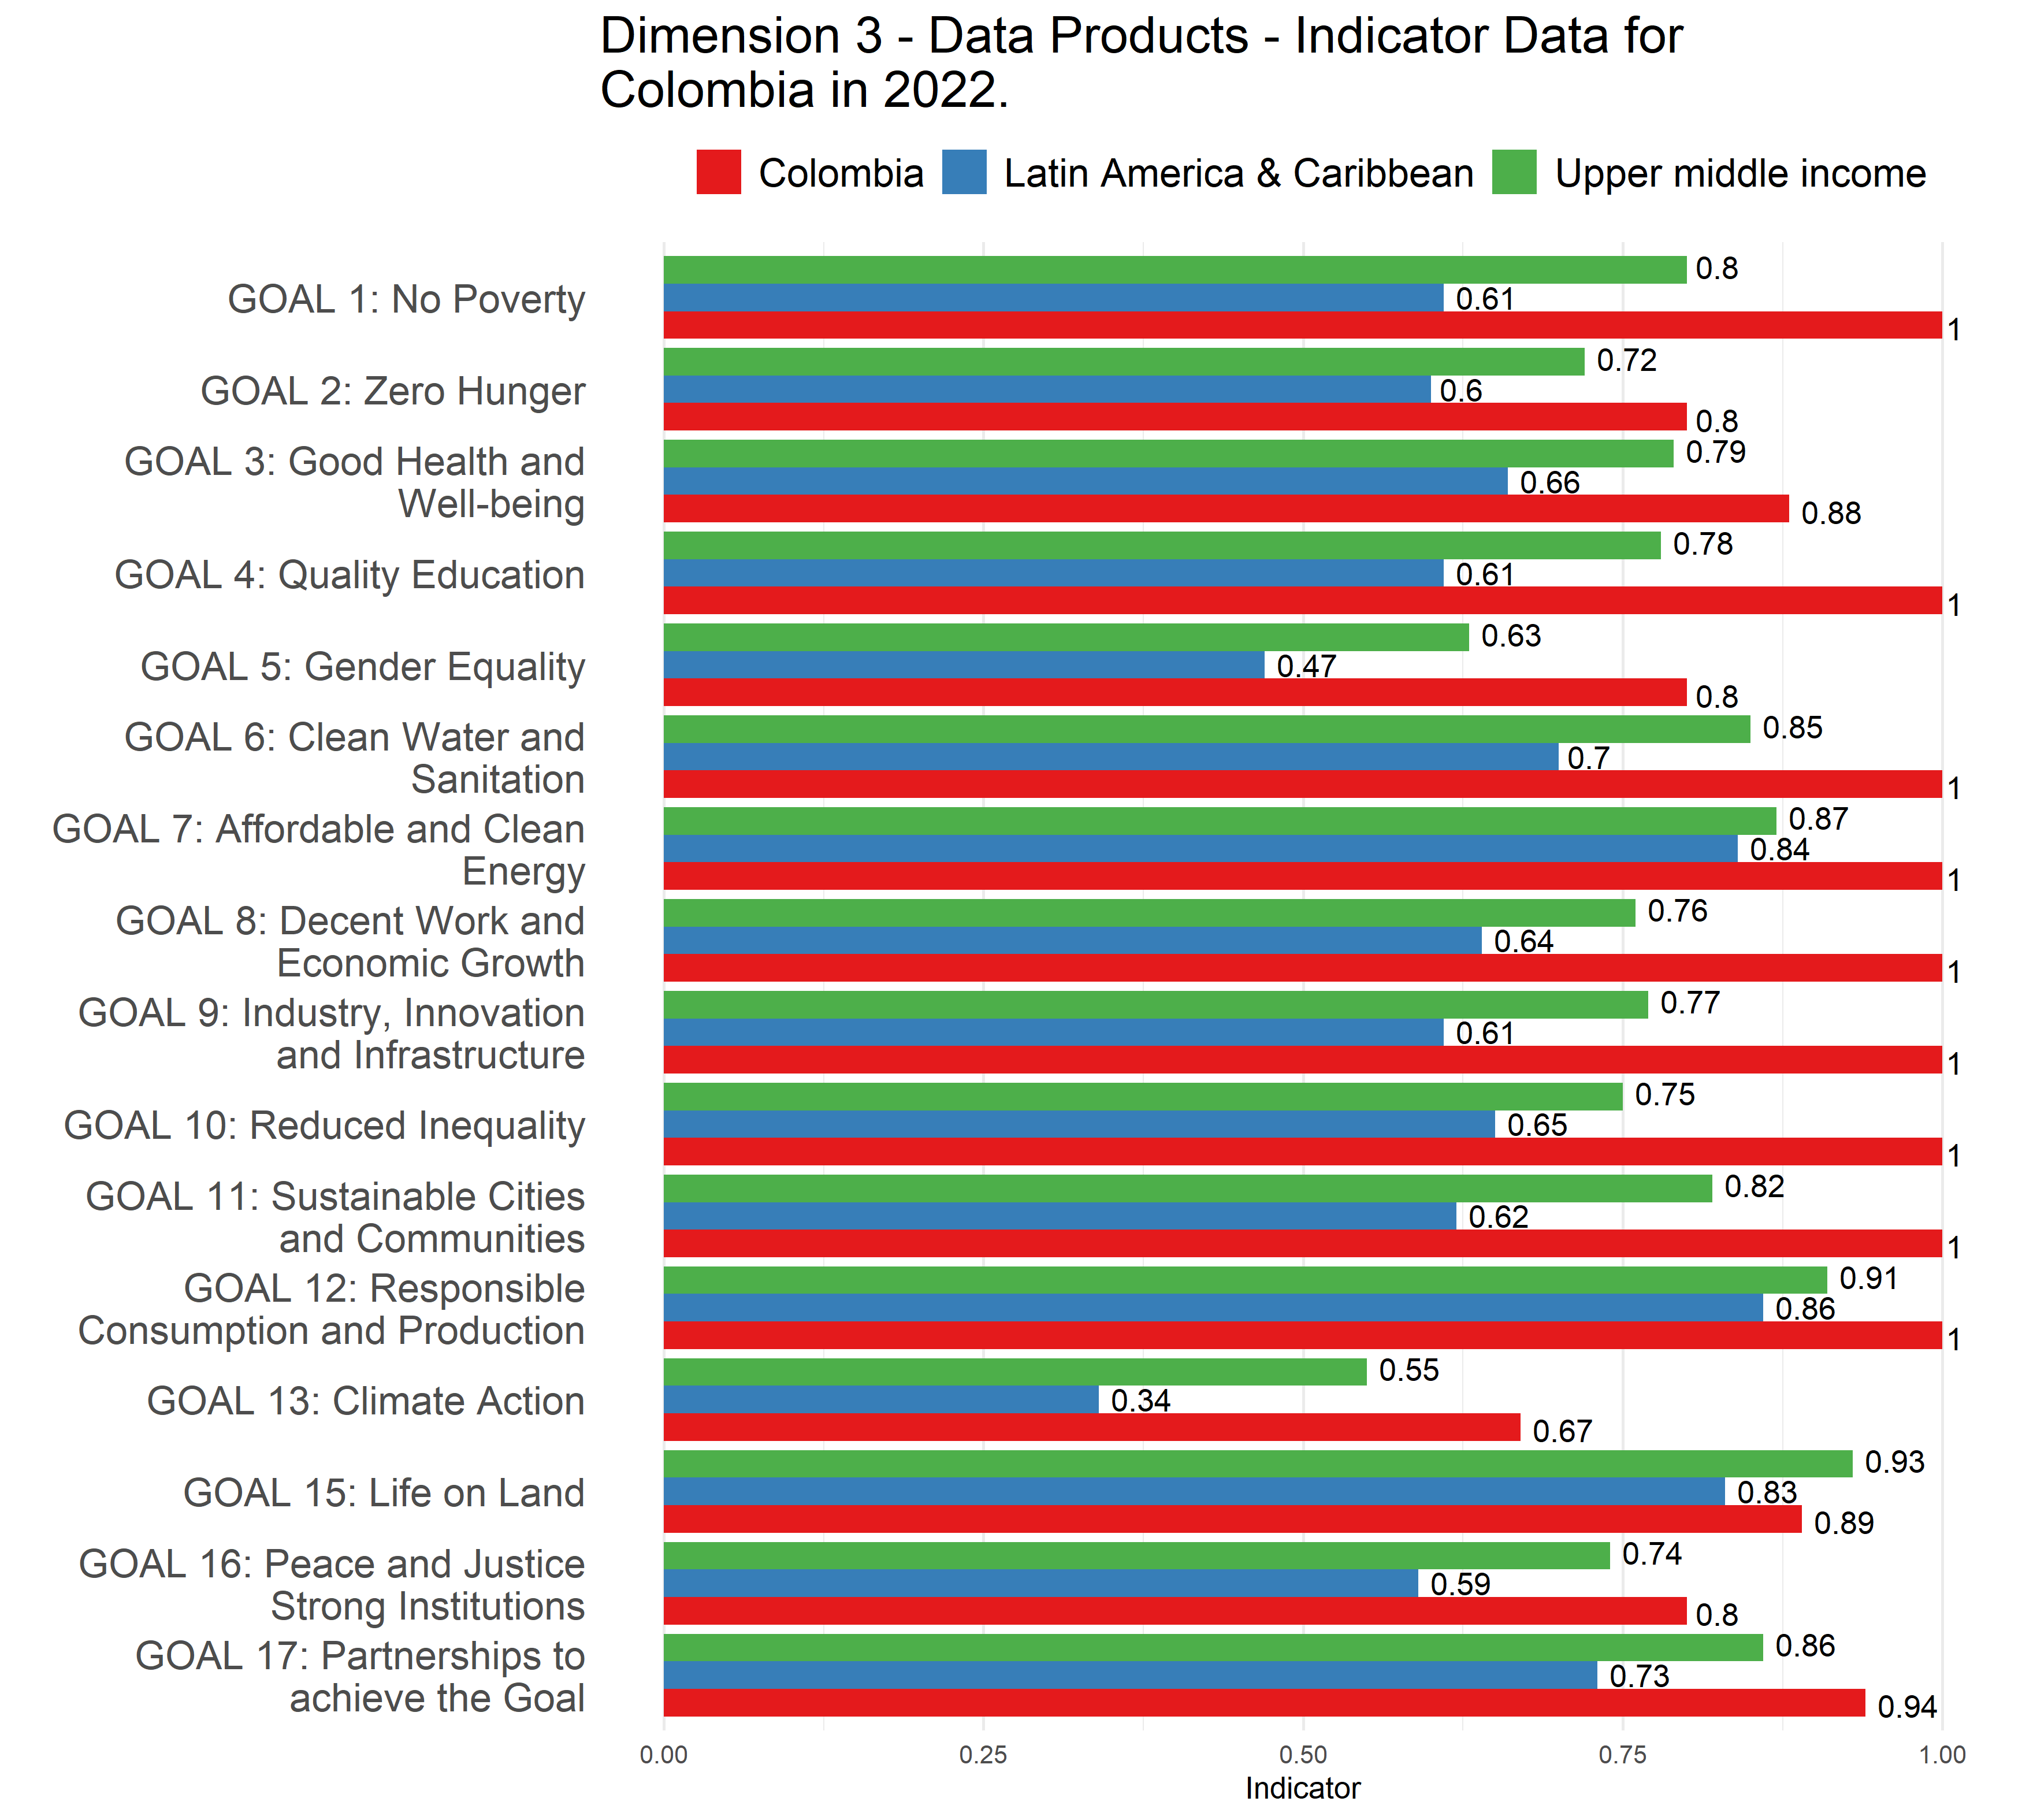 Dimension 3 - Data Products - Indicator Data for
Colombia in 2022.
Colombia Latin America & Caribbean Upper middle income
GOAL 1: No Poverty
0.8
0.61
1
GOAL 2: Zero Hunger
0.72
0.6
0.8
GOAL 3: Good Health and
Well-being
0.79
0.66
0.88
GOAL 4: Quality Education
0.78
0.61
1
GOAL 5: Gender Equality
0.63
0.47
0.8
GOAL 6: Clean Water and
Sanitation
0.85
0.7
1
GOAL 7: Affordable and Clean
Energy
0.87
0.84
1
GOAL 8: Decent Work and
Economic Growth
0.76
0.64
1
GOAL 9: Industry, Innovation
and Infrastructure
0.77
0.61
1
GOAL 10: Reduced Inequality
0.75
0.65
1
GOAL 11: Sustainable Cities
and Communities
0.82
0.62
1
GOAL 12: Responsible
Consumption and Production
0.91
0.86
1
GOAL 13: Climate Action
0.55
0.34
0.67
GOAL 15: Life on Land
0.93
0.83
0.89
GOAL 16: Peace and Justice
Strong Institutions
0.74
0.59
0.8
GOAL 17: Partnerships to
achieve the Goal
0.86
0.73
0.94
0.00 0.25 0.50 0.75 1.00
Indicator